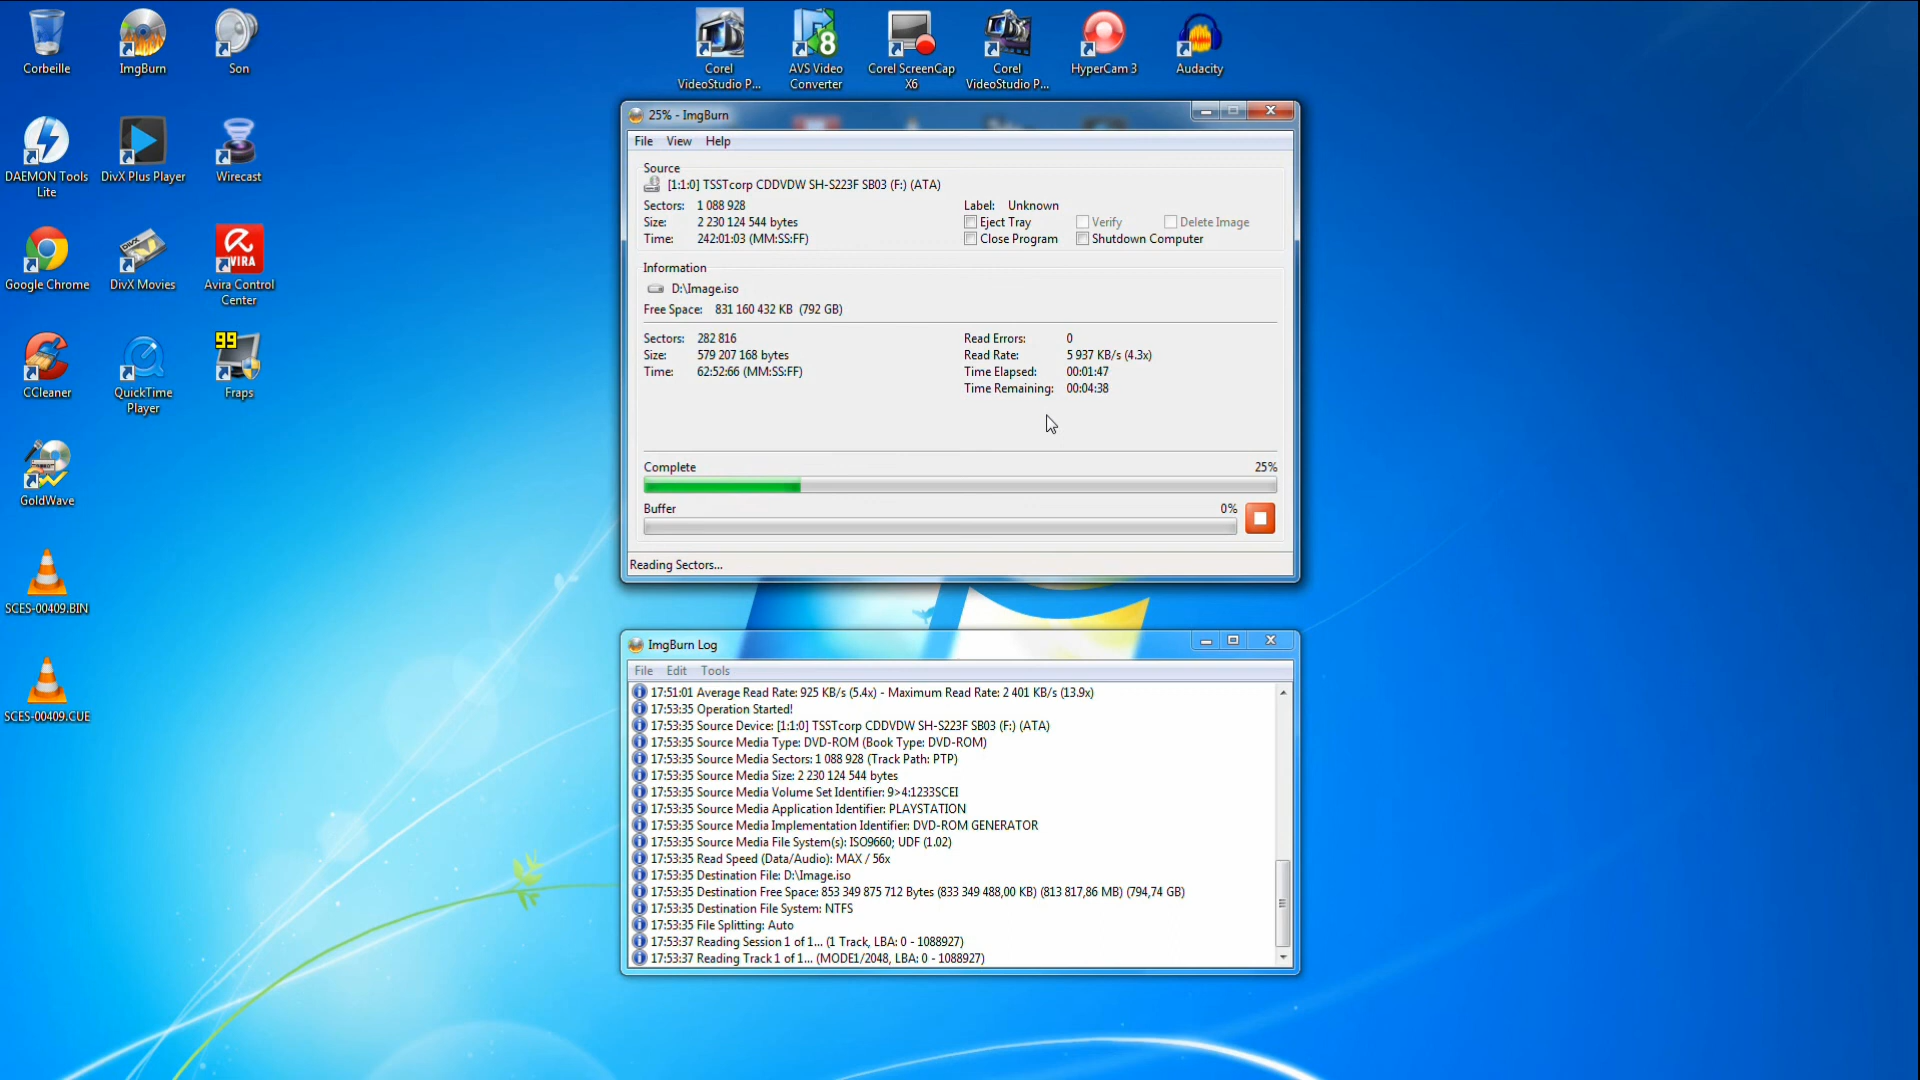 Corbeille
ImgBurn
Son
Corel
VideoStudio P...
AVS Video
Converter
Corel ScreenCap
X6
Corel
VideoStudio P...
HyperCam 3
Audacity
DAEMON Tools
Lite
DivX Plus Player
Wirecast
Google Chrome
DivX Movies
Avira Control
Center
CCleaner
QuickTime
Player
99
Fraps
GoldWave
SCES-00409.BIN
SCES-00409.CUE
25% - ImgBurn
File View Help
Source
[1:1:0] TSSTcorp CDDVDW SH-S223F SB03 (F:) (ATA)
Sectors: 1 088 928
Label: Unknown
Size: 2 230 124 544 bytes
Eject Tray Verify Delete Image
Time: 242:01:03 (MM:SS:FF)
Close Program Shutdown Computer
Information
D:\Image.iso
Free Space: 831 160 432 KB (792 GB)
Sectors: 282 816
Read Errors: 0
Size: 579 207 168 bytes
Read Rate: 5 937 KB/s (4.3x)
Time: 62:52:66 (MM:SS:FF)
Time Elapsed: 00:01:47
Time Remaining: 00:04:38
Complete 25%
Buffer 0%
Reading Sectors...
ImgBurn Log
File Edit Tools
17:51:01 Average Read Rate: 925 KB/s (5.4x) - Maximum Read Rate: 2 401 KB/s (13.9x)
17:53:35 Operation Started!
17:53:35 Source Device: [1:1:0] TSSTcorp CDDVDW SH-S223F SB03 (F:) (ATA)
17:53:35 Source Media Type: DVD-ROM (Book Type: DVD-ROM)
17:53:35 Source Media Sectors: 1 088 928 (Track Path: PTP)
17:53:35 Source Media Size: 2 230 124 544 bytes
17:53:35 Source Media Volume Set Identifier: 9>4:1233SCEI
17:53:35 Source Media Application Identifier: PLAYSTATION
17:53:35 Source Media Implementation Identifier: DVD-ROM GENERATOR
17:53:35 Source Media File System(s): ISO9660; UDF (1.02)
17:53:35 Read Speed (Data/Audio): MAX / 56x
17:53:35 Destination File: D:\Image.iso
17:53:35 Destination Free Space: 853 349 875 712 Bytes (833 349 488,00 KB) (813 817,86 MB) (794,74 GB)
17:53:35 Destination File System: NTFS
17:53:35 File Splitting: Auto
17:53:37 Reading Session 1 of 1... (1 Track, LBA: 0 - 1088927)
17:53:37 Reading Track 1 of 1... (MODE1/2048, LBA: 0 - 1088927)